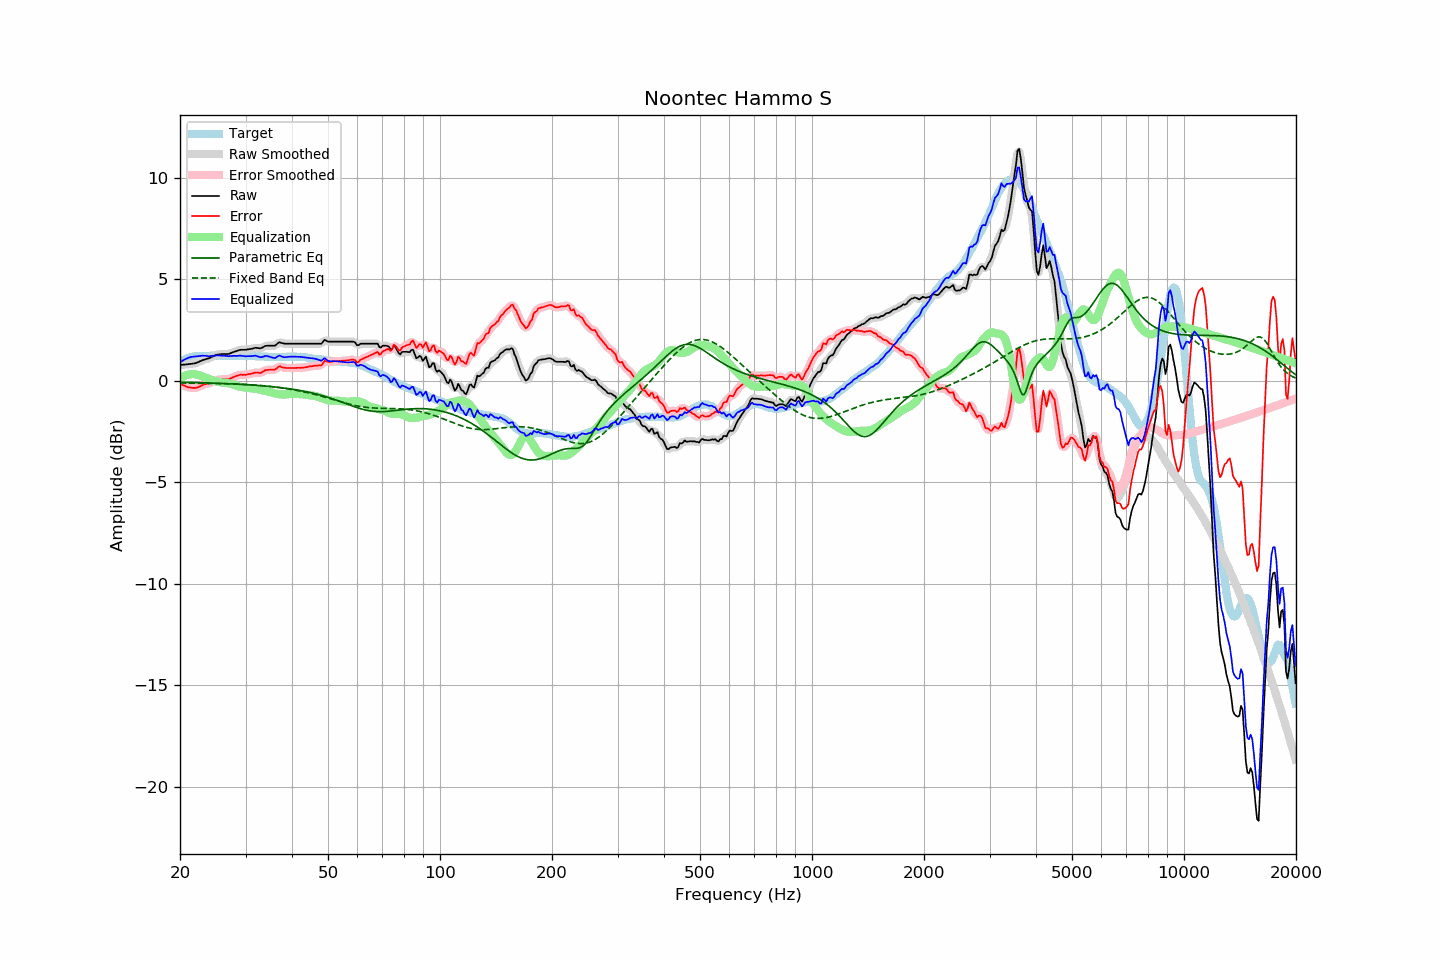 Noontec Hammo S
Target
Raw Smoothed
Error Smoothed
Raw
Error
Equalization
Parametric Eq
Fixed Band Eq
Equalized
10
5
0
−5
−10
−15
−20
Amplitude (dBr)
20 50 100 200 500 1000 2000 5000 10000 20000
Frequency (Hz)